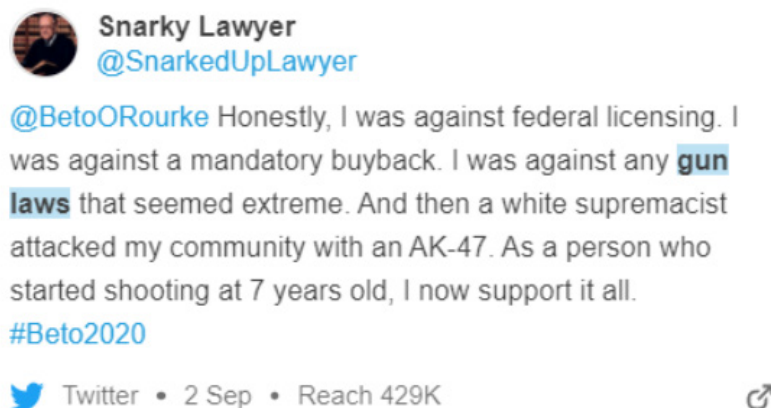 Snarky Lawyer
@SnarkedUpLawyer
@BetoORourke Honestly, I was against federal licensing. I
was against a mandatory buyback. I was against any gun
laws that seemed extreme. And then a white supremacist
attacked my community with an AK-47. As a person who
started shooting at 7 years old, I now support it all.
#Beto2020
Twitter • 2 Sep • Reach 429K